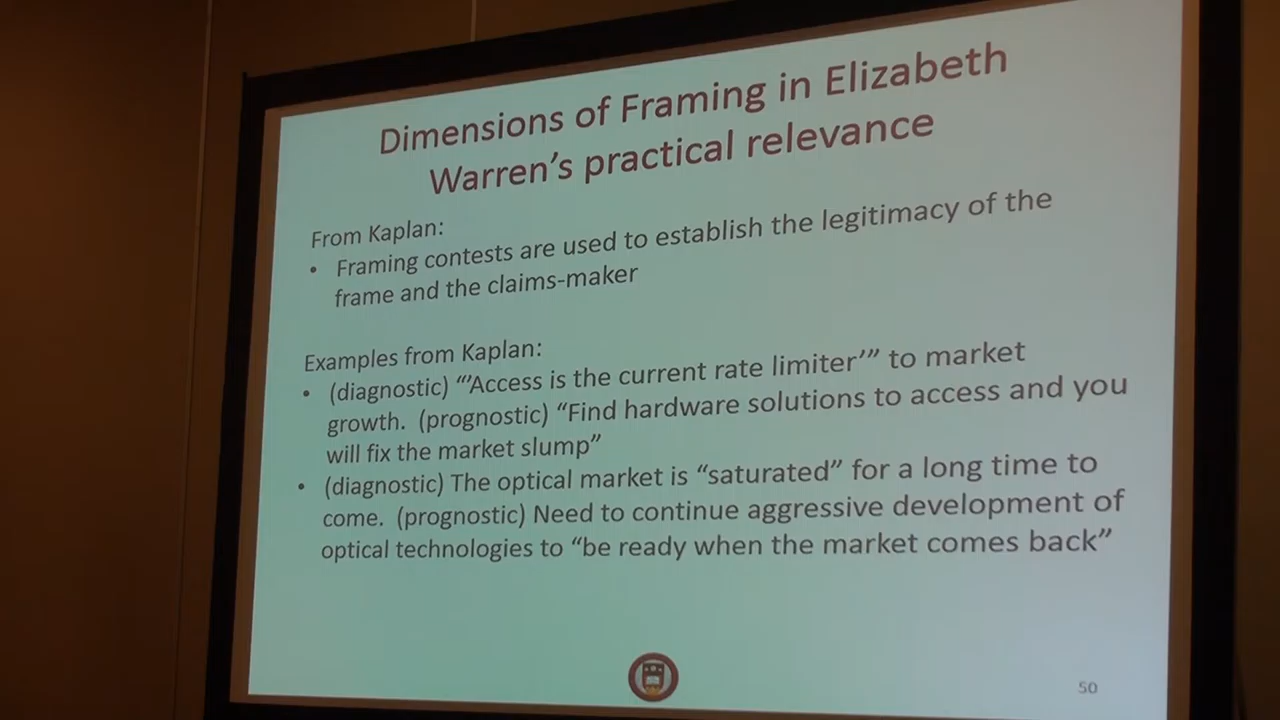 Dimensions of Framing in Elizabeth
Warren's practical relevance
From Kaplan:
• Framing contests are used to establish the legitimacy of the
frame and the claims-maker
Examples from Kaplan:
• (diagnostic) “'Access is the current rate limiter'” to market
growth. (prognostic) “Find hardware solutions to access and you
will fix the market slump”
• (diagnostic) The optical market is “saturated” for a long time to
come. (prognostic) Need to continue aggressive development of
optical technologies to “be ready when the market comes back”
50